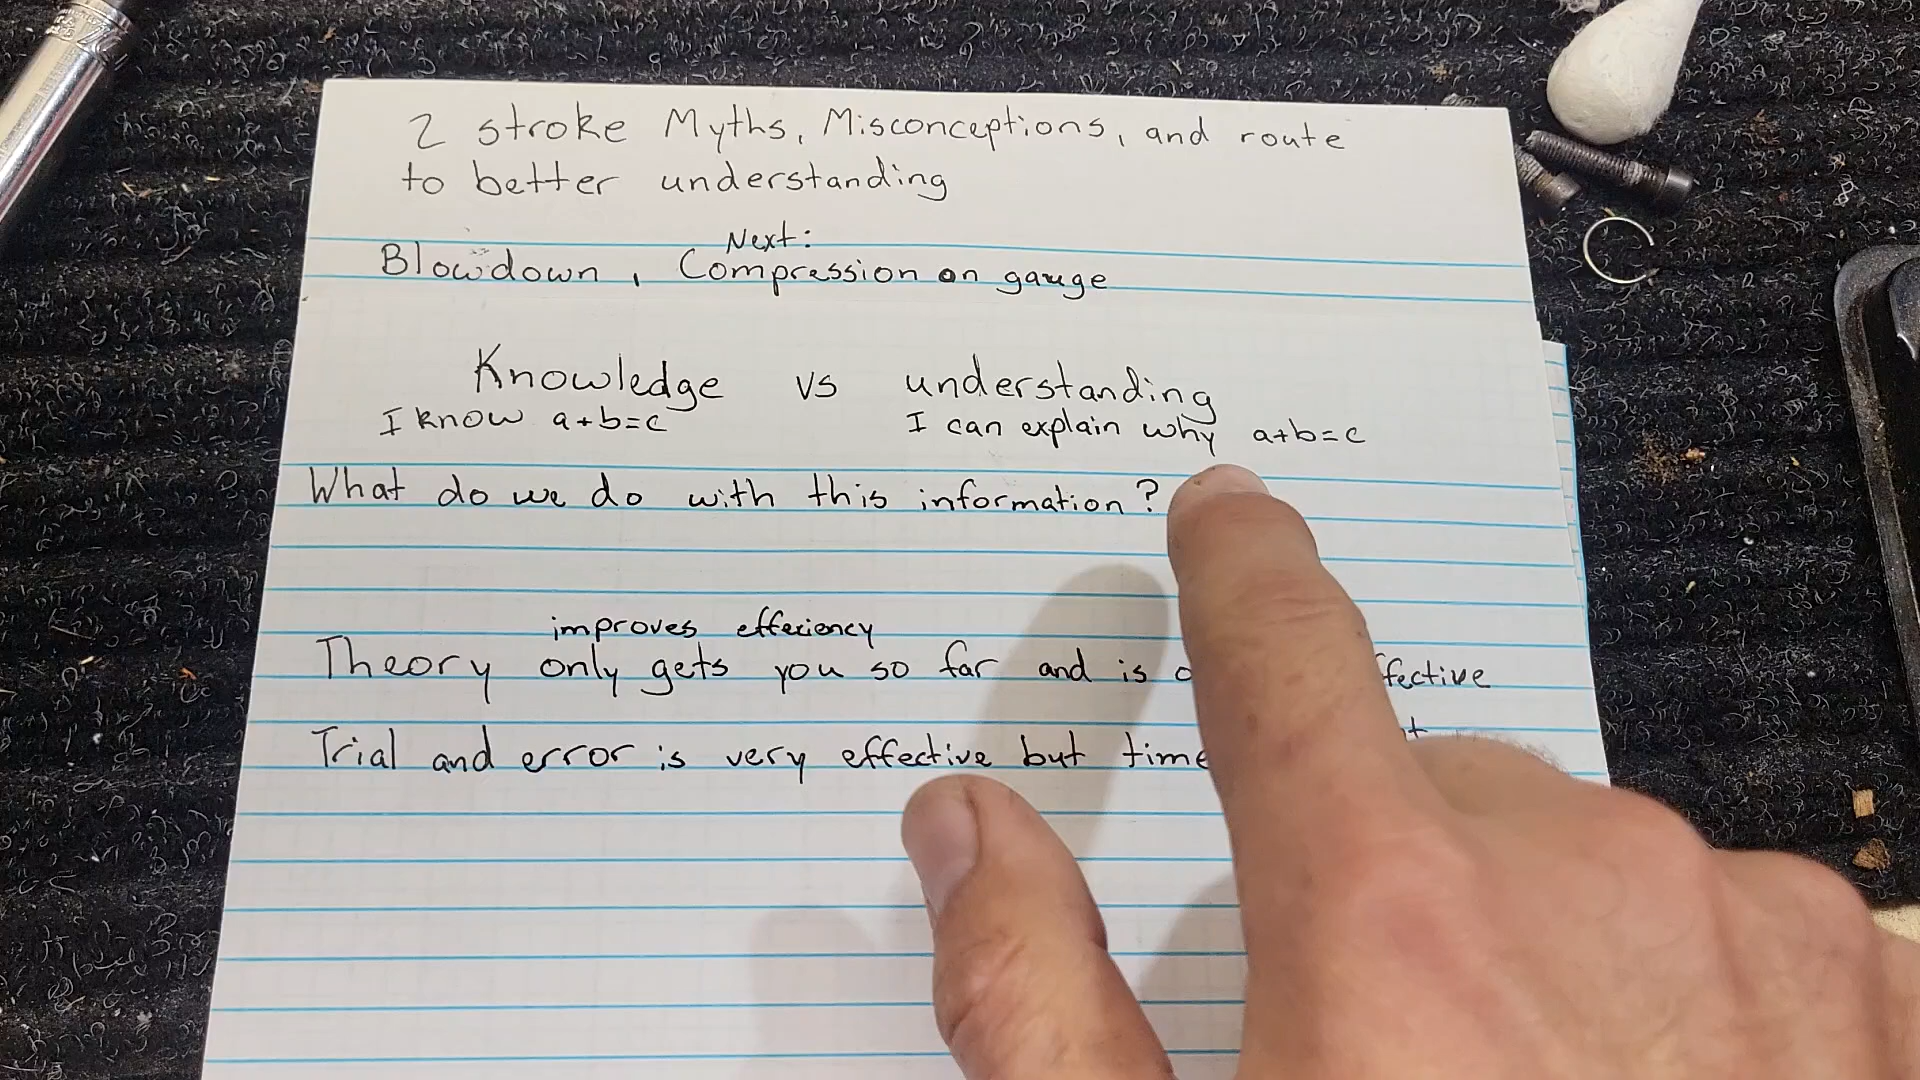 2 stroke Myths, Misconceptions, and route
to better understanding
Next:
Blowdown, Compression on gauge
Knowledge vs understanding
I know a+b=c I can explain why a+b=c
What do we do with this information?
improves effeciency
Theory only gets you so far and is
Trial and error is very effective but time